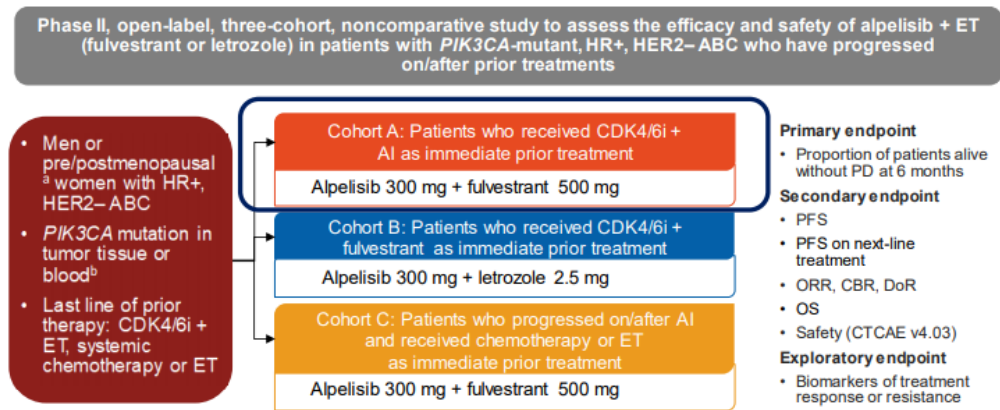 Phase II, open-label, three-cohort, noncomparative study to assess the efficacy and safety of alpelisib + ET
(fulvestrant or letrozole) in patients with PIK3CA-mutant, HR+, HER2– ABC who have progressed
on/after prior treatments
• Men or
pre/postmenopausal
a women with HR+,
HER2– ABC
• PIK3CA mutation in
tumor tissue or
bloodb
• Last line of prior
therapy: CDK4/6i +
ET, systemic
chemotherapy or ET
Cohort A: Patients who received CDK4/6i +
AI as immediate prior treatment
Alpelisib 300 mg + fulvestrant 500 mg
Cohort B: Patients who received CDK4/6i +
fulvestrant as immediate prior treatment
Alpelisib 300 mg + letrozole 2.5 mg
Cohort C: Patients who progressed on/after AI
and received chemotherapy or ET
as immediate prior treatment
Alpelisib 300 mg + fulvestrant 500 mg
Primary endpoint
• Proportion of patients alive
without PD at 6 months
Secondary endpoint
• PFS
• PFS on next-line
treatment
• ORR, CBR, DoR
• OS
• Safety (CTCAE v4.03)
Exploratory endpoint
• Biomarkers of treatment
response or resistance